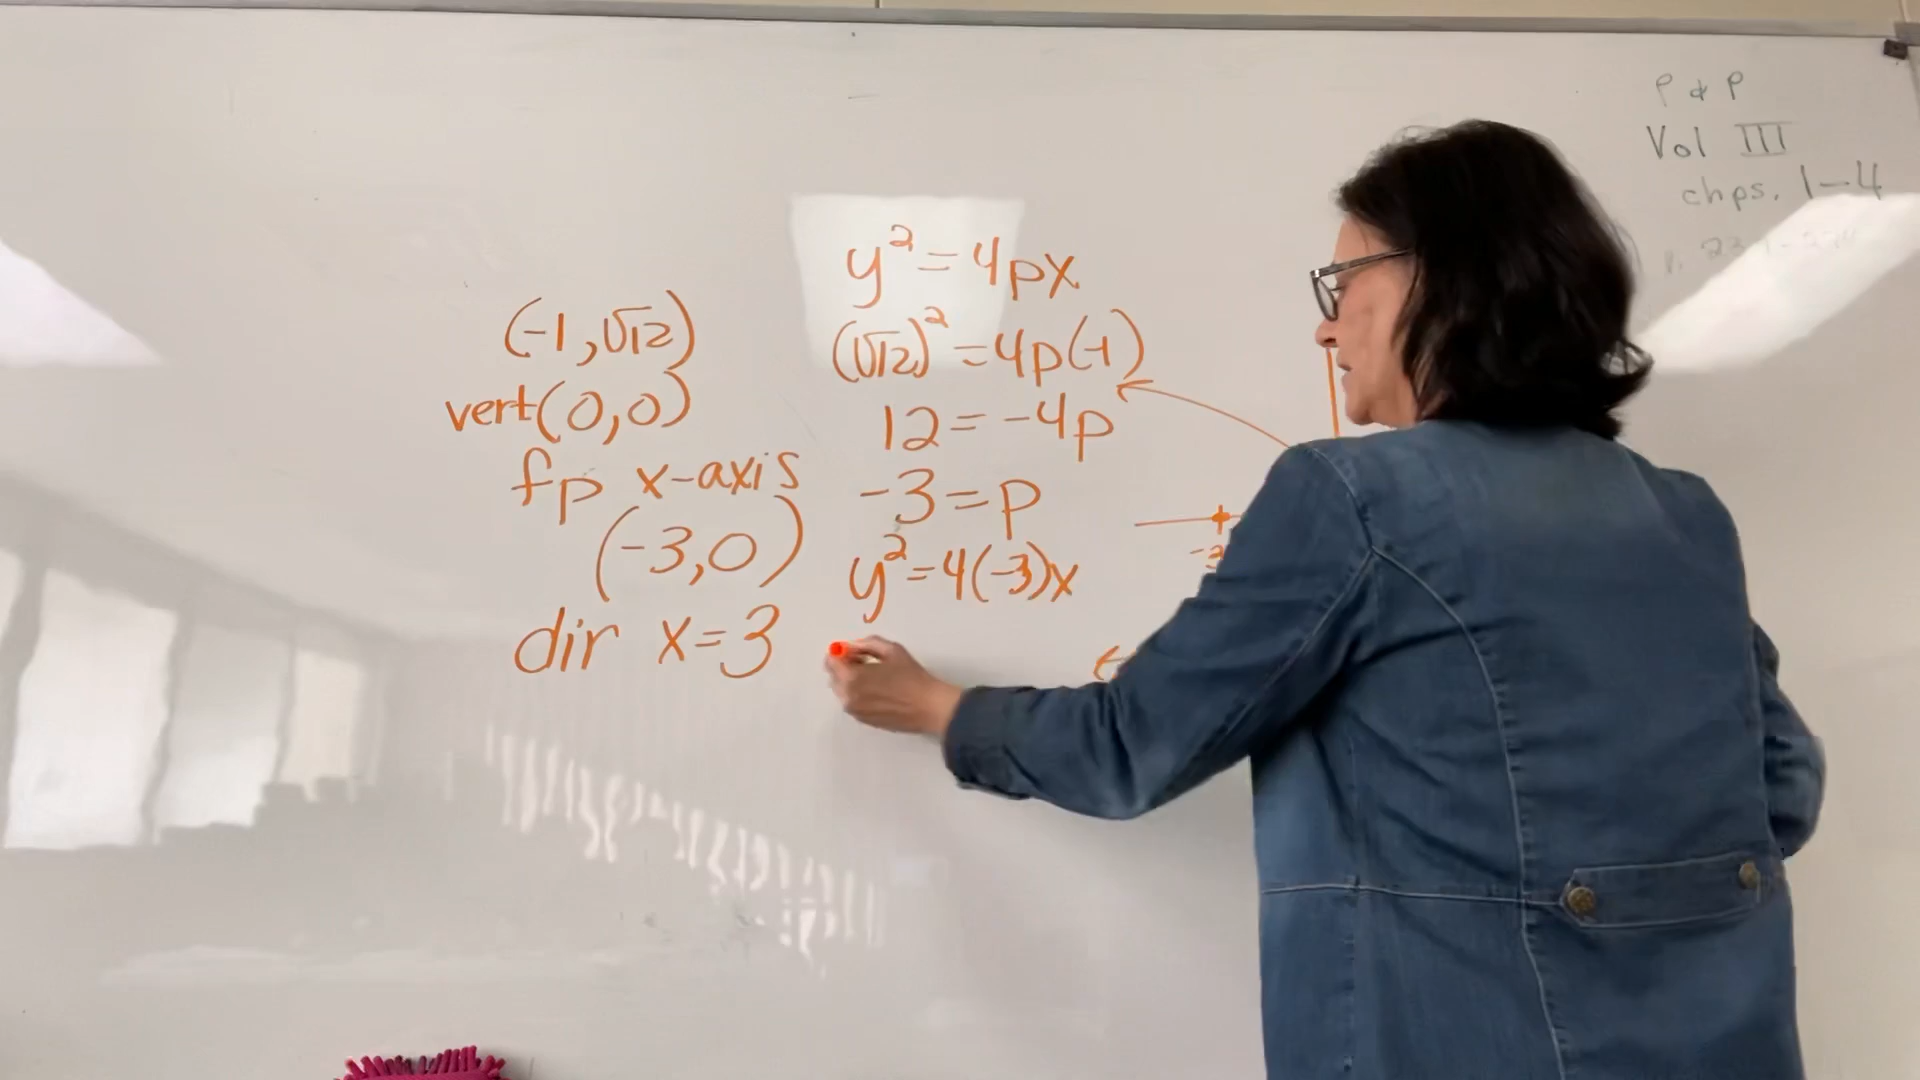 (-1, √12)
vert(0,0)
fp x-axis
(-3,0)
dir x=3
y² = 4px
(√12)² = 4p(-1)
12 = -4p
-3 = p
y² = 4(-3)x
-3
P & P
Vol III
chps. 1-4